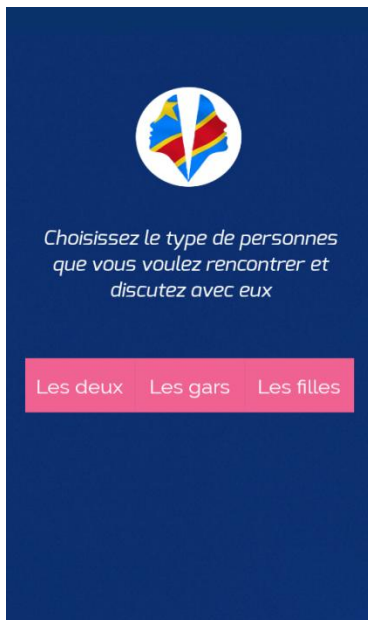 Choisissez le type de personnes
que vous voulez rencontrer et
discutez avec eux
Les deux Les gars Les filles